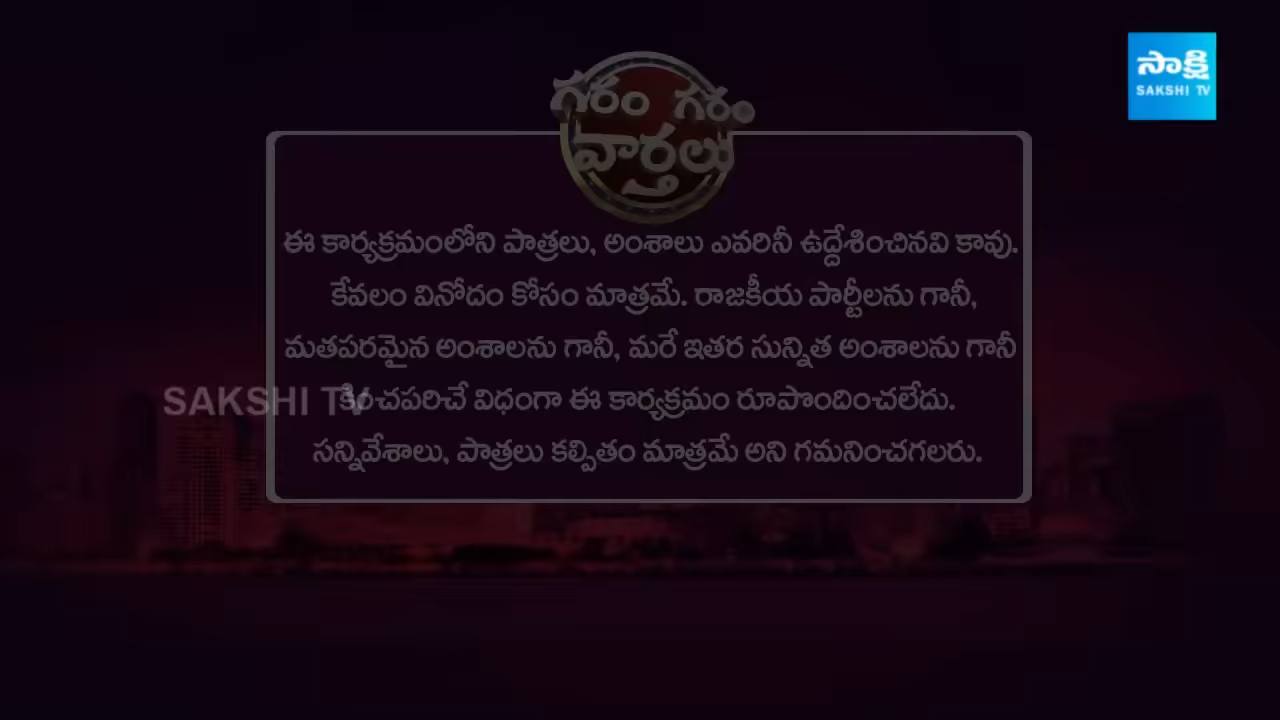 సాక్షి
SAKSHI TV
గరం గరం
వార్తలు
ఈ కార్యక్రమంలోని పాత్రలు, అంశాలు ఎవరినీ ఉద్దేశించినవి కావు.
కేవలం వినోదం కోసం మాత్రమే. రాజకీయ పార్టీలను గానీ,
మతపరమైన అంశాలను గానీ, మరే ఇతర సున్నిత అంశాలను గానీ
SAKSHI TV
కించపరిచే విధంగా ఈ కార్యక్రమం రూపొందించలేదు.
సన్నివేశాలు, పాత్రలు కల్పితం మాత్రమే అని గమనించగలరు.